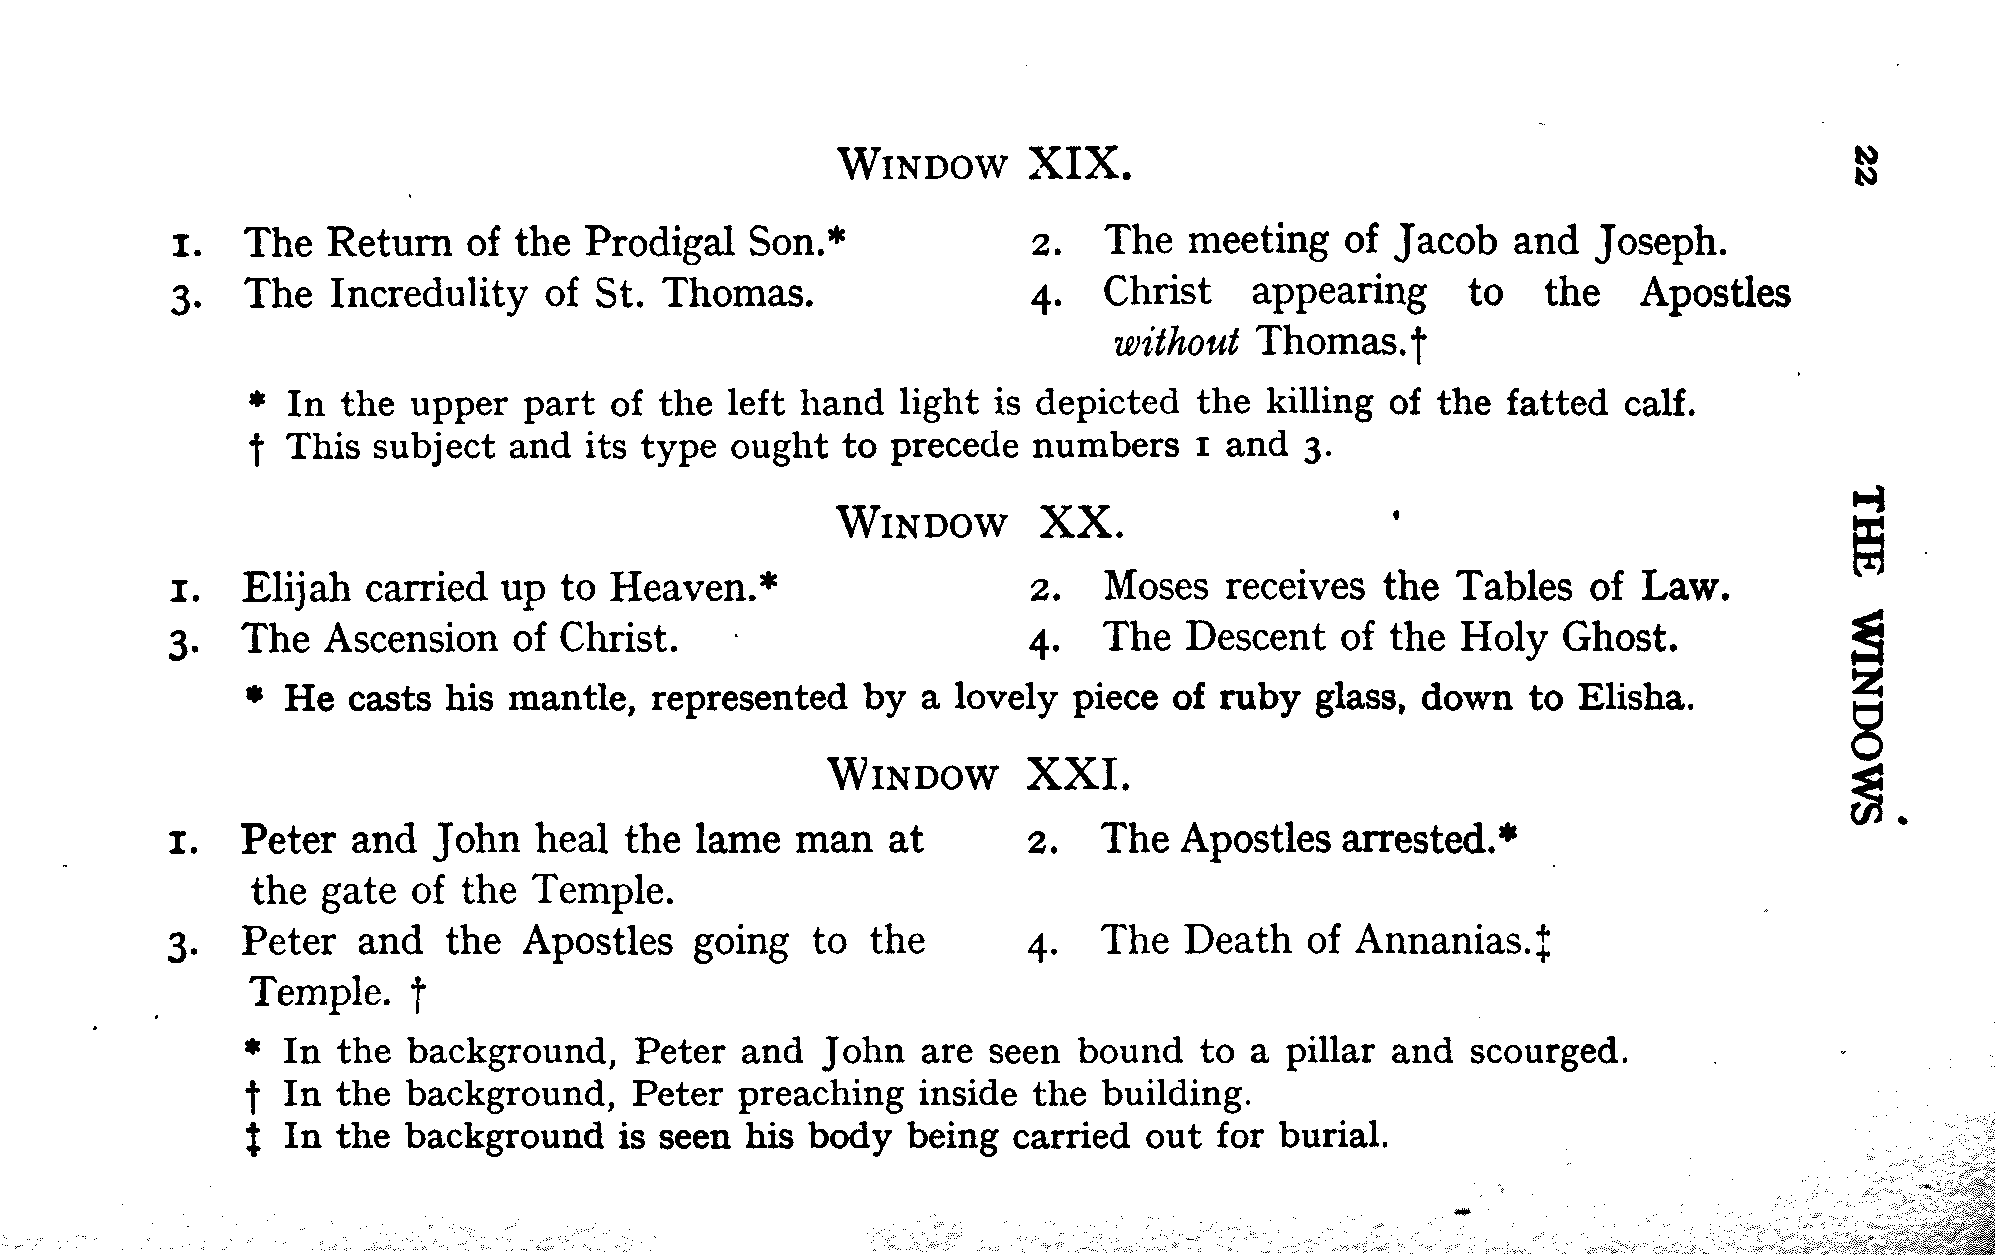 22
THE WINDOWS
WINDOW XIX.
1. The Return of the Prodigal Son.*
2. The meeting of Jacob and Joseph.
3. The Incredulity of St. Thomas.
4. Christ appearing to the Apostles
without Thomas.†
* In the upper part of the left hand light is depicted the killing of the fatted calf.
† This subject and its type ought to precede numbers 1 and 3.
WINDOW XX.
1. Elijah carried up to Heaven.*
2. Moses receives the Tables of Law.
3. The Ascension of Christ.
4. The Descent of the Holy Ghost.
* He casts his mantle, represented by a lovely piece of ruby glass, down to Elisha.
WINDOW XXI.
1. Peter and John heal the lame man at
the gate of the Temple.
2. The Apostles arrested.*
3. Peter and the Apostles going to the
Temple. †
4. The Death of Annanias.‡
* In the background, Peter and John are seen bound to a pillar and scourged.
† In the background, Peter preaching inside the building.
‡ In the background is seen his body being carried out for burial.